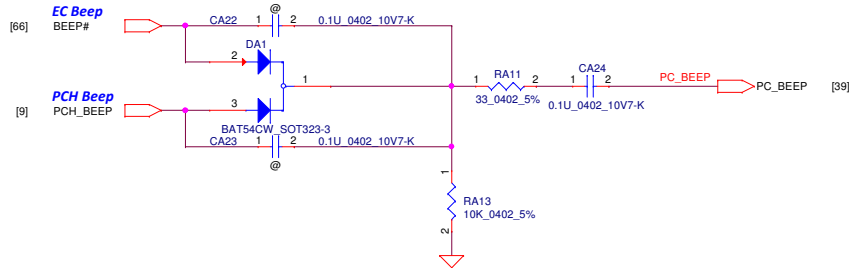 EC Beep
[66] BEEP# CA22 1 2 0.1U_0402_10V7-K
@
DA1
2
1
PCH Beep
[9] PCH_BEEP 3
BAT54CW_SOT323-3
CA23 1 2 0.1U_0402_10V7-K
@
1 RA11 2
33_0402_5%
CA24
1 2
0.1U_0402_10V7-K
PC_BEEP
PC_BEEP [39]
1
RA13
10K_0402_5%
2